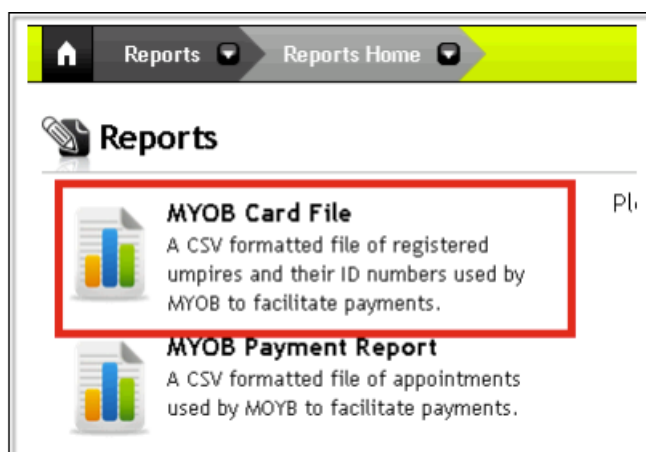 Reports Reports Home
Reports
MYOB Card File
A CSV formatted file of registered
umpires and their ID numbers used by
MYOB to facilitate payments.
MYOB Payment Report
A CSV formatted file of appointments
used by MOYB to facilitate payments.